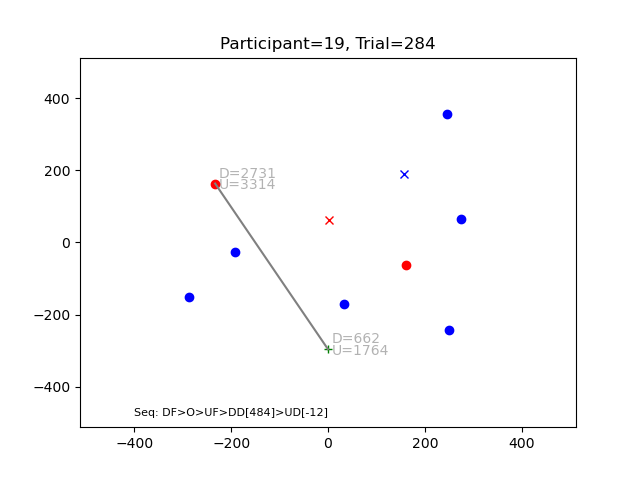 Participant=19, Trial=284
400
200
0
−200
−400
D=2731
U=3314
D=662
U=1764
Seq: DF>O>UF>DD[484]>UD[-12]
−400
−200
0
200
400